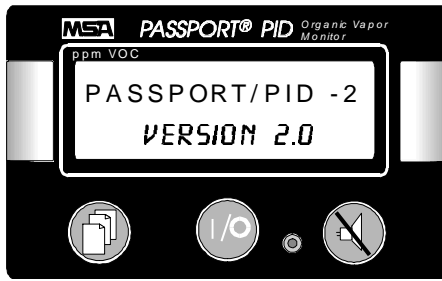 MSA PASSPORT® PID Organic Vapor Monitor
ppm VOC
PASSPORT/PID -2
VERSION 2.0
I/O